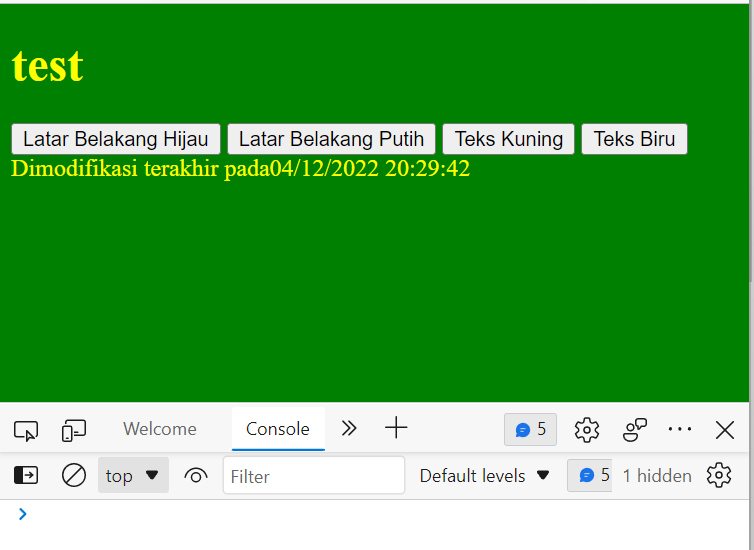 test
Latar Belakang Hijau Latar Belakang Putih Teks Kuning Teks Biru
Dimodifikasi terakhir pada04/12/2022 20:29:42
Welcome Console 5
top Filter Default levels 5 1 hidden